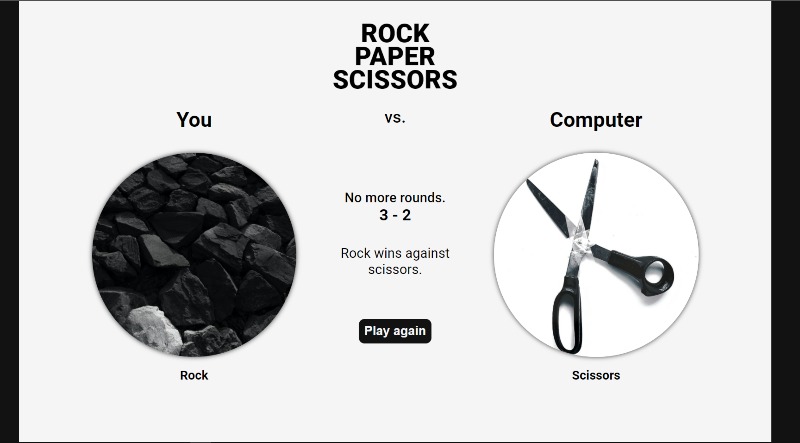 ROCK
PAPER
SCISSORS
You
vs.
Computer
No more rounds.
3 - 2
Rock wins against
scissors.
Play again
Rock
Scissors